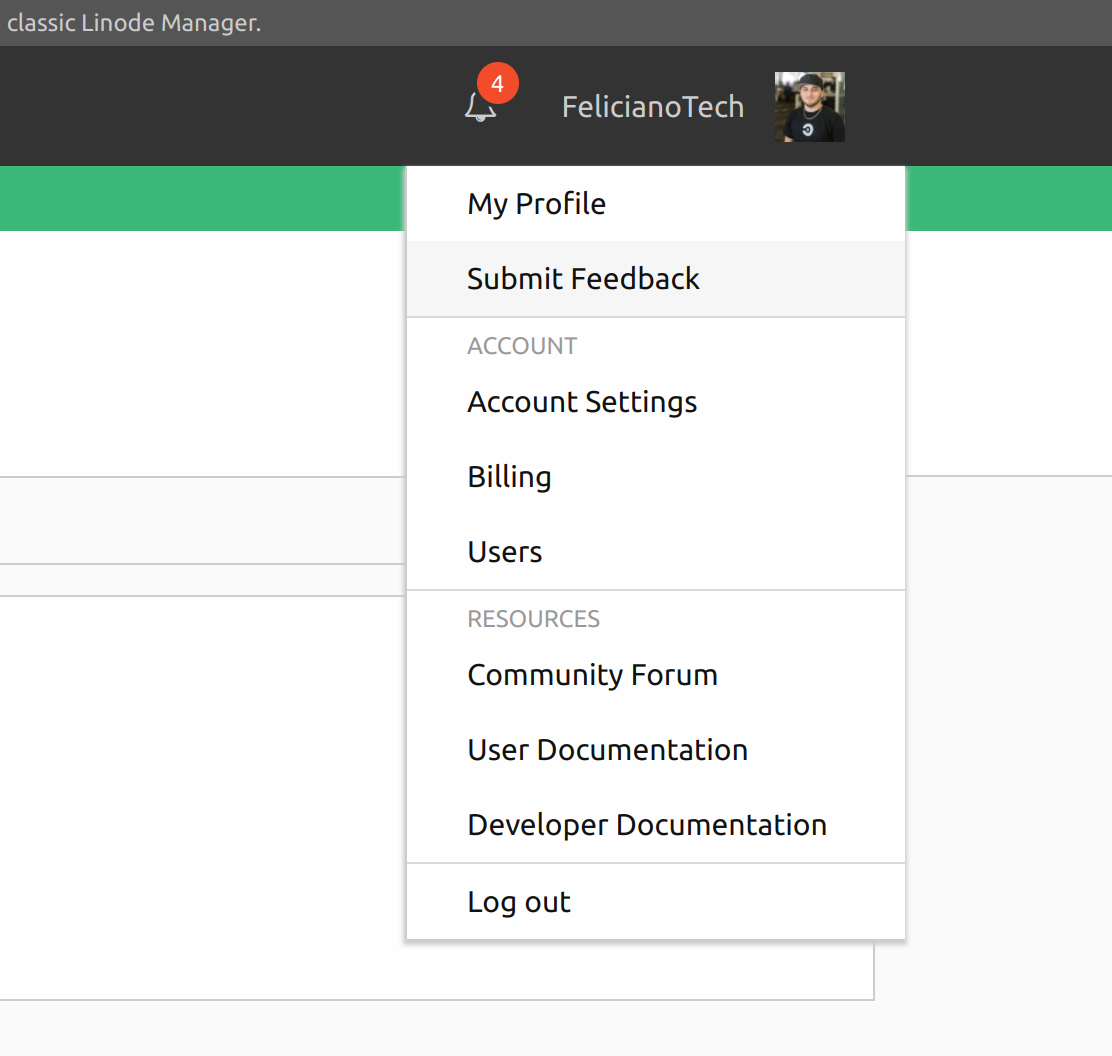 classic Linode Manager.
4
FelicianoTech
My Profile
Submit Feedback
ACCOUNT
Account Settings
Billing
Users
RESOURCES
Community Forum
User Documentation
Developer Documentation
Log out